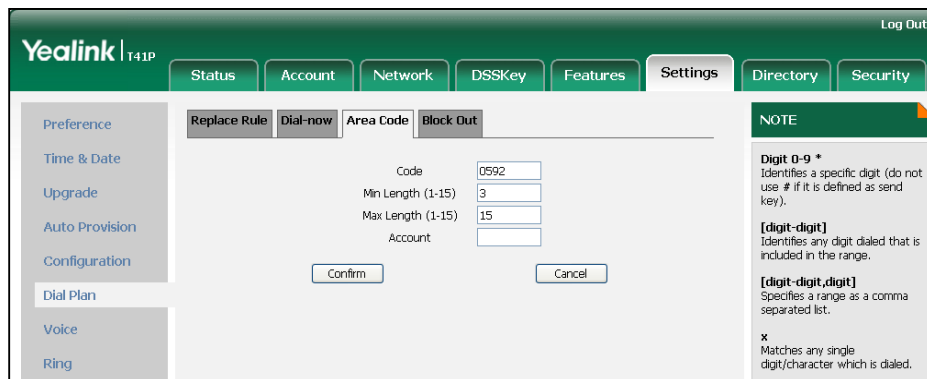 Log Out
Yealink | T41P
Status Account Network DSSKey Features Settings Directory Security
Preference
Time & Date
Upgrade
Auto Provision
Configuration
Dial Plan
Voice
Ring
Replace Rule Dial-now Area Code Block Out
Code 0592
Min Length (1-15) 3
Max Length (1-15) 15
Account
Confirm Cancel
NOTE
Digit 0-9 *
Identifies a specific digit (do not
use # if it is defined as send
key).
[digit-digit]
Identifies any digit dialed that is
included in the range.
[digit-digit,digit]
Specifies a range as a comma
separated list.
x
Matches any single
digit/character which is dialed.